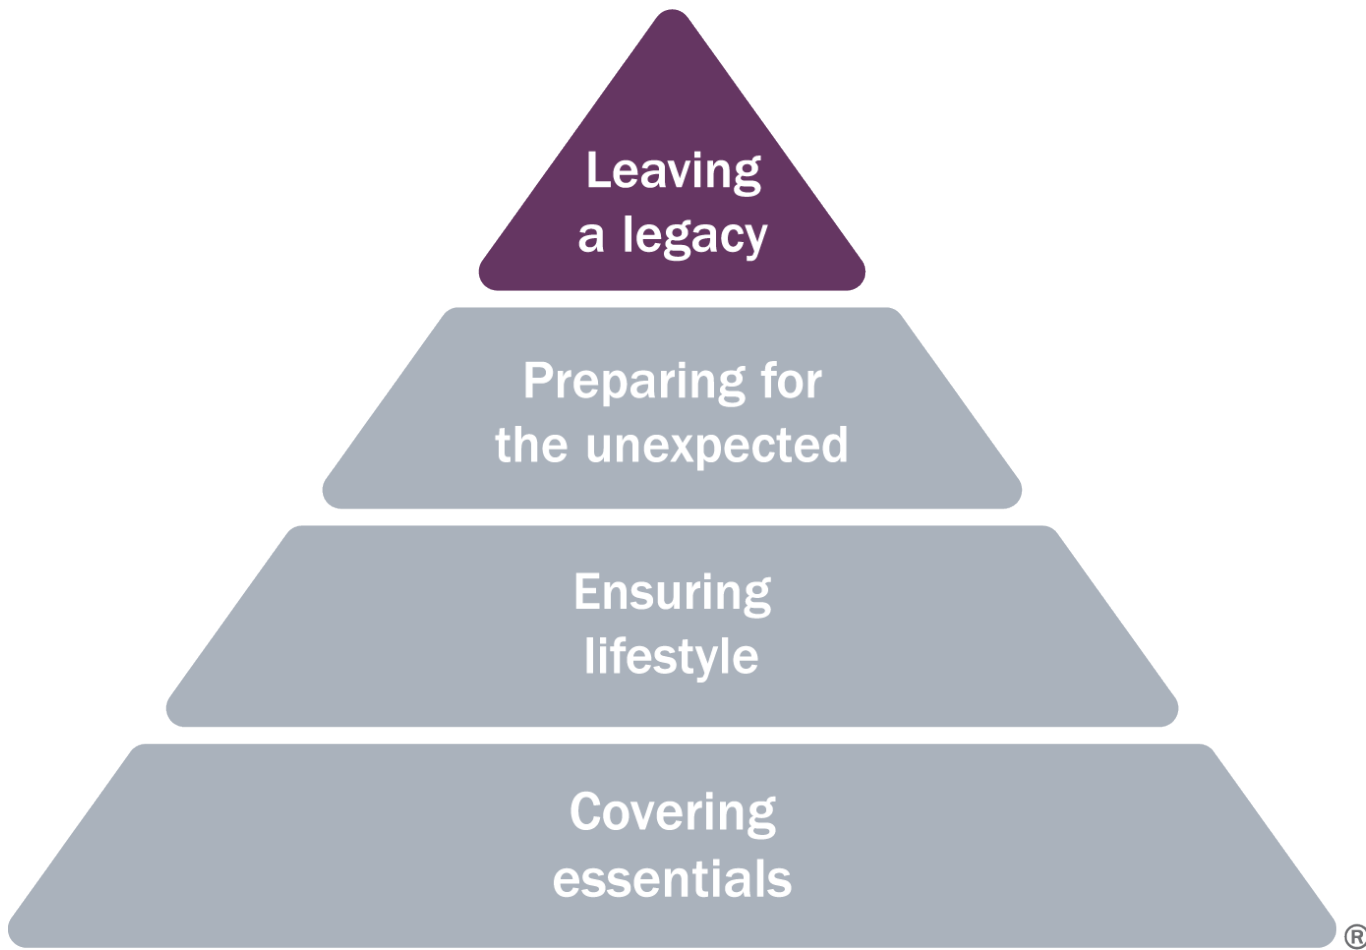 Leaving
a legacy
Preparing for
the unexpected
Ensuring
lifestyle
Covering
essentials
®